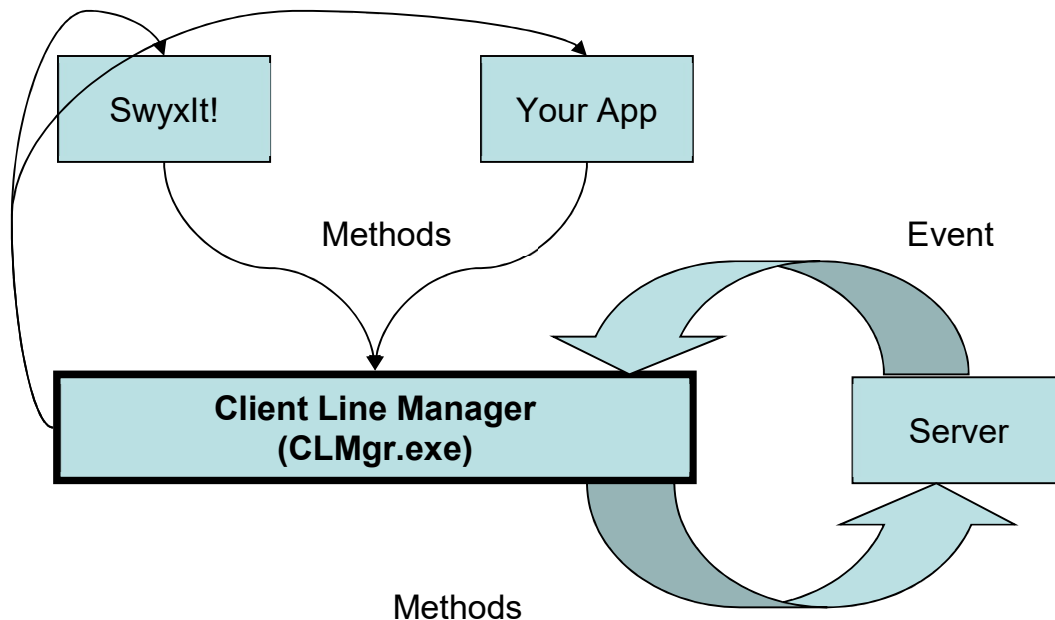 SwyxIt!
Your App
Methods
Event
Client Line Manager
(CLMgr.exe)
Server
Methods